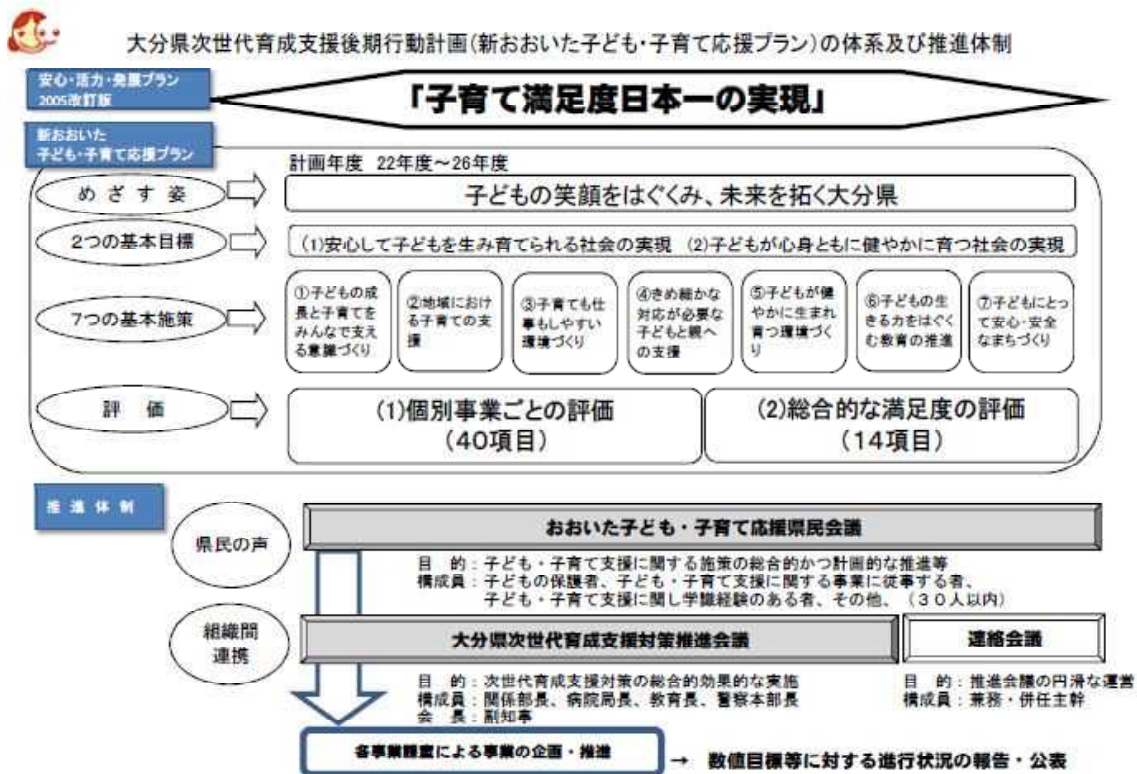 大分県次世代育成支援後期行動計画(新おおいた子ども・子育て応援プラン)の体系及び推進体制
安心・活力・発展プラン
2005改訂版
「子育て満足度日本一の実現」
新おおいた
子ども・子育て応援プラン
計画年度 22年度～26年度
めざす姿
子どもの笑顔をはぐくみ、未来を拓く大分県
2つの基本目標
(1)安心して子どもを生み育てられる社会の実現 (2)子どもが心身ともに健やかに育つ社会の実現
7つの基本施策
①子どもの成
長と子育てを
みんなで支え
る意識づくり
②地域におけ
る子育ての支
援
③子育ても仕
事もしやすい
環境づくり
④きめ細かな
対応が必要な
子どもと親へ
の支援
⑤子どもが健
やかに生まれ
育つ環境づく
り
⑥子どもの生
きる力をはぐく
む教育の推進
⑦子どもにとっ
て安心・安全
なまちづくり
評 価
(1)個別事業ごとの評価
(40項目)
(2)総合的な満足度の評価
(14項目)
推 進 体 制
県民の声
おおいた子ども・子育て応援県民会議
目 的：子ども・子育て支援に関する施策の総合的かつ計画的な推進等
構成員：子どもの保護者、子ども・子育て支援に関する事業に従事する者、
子ども・子育て支援に関し学識経験のある者、その他、（３０人以内）
組織間
連携
大分県次世代育成支援対策推進会議
目 的：次世代育成支援対策の総合的効果的な実施
構成員：関係部長、病院局長、教育長、警察本部長
会 長：副知事
連絡会議
目 的：推進会議の円滑な運営
構成員：兼務・併任主幹
各事業課室による事業の企画・推進
→ 数値目標等に対する進行状況の報告・公表